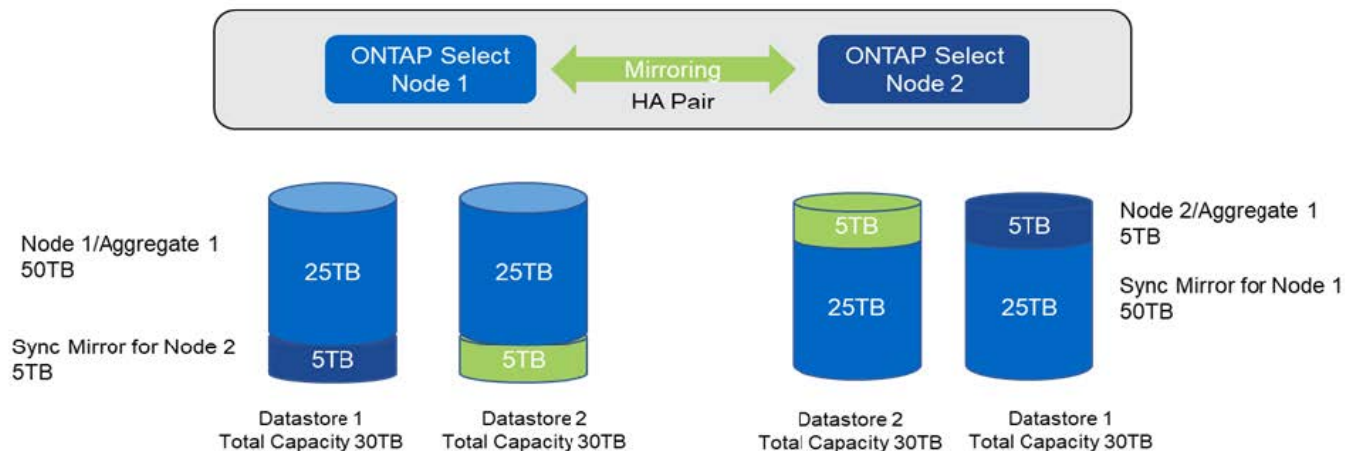 ONTAP Select
Node 1
Mirroring
HA Pair
ONTAP Select
Node 2
Node 1/Aggregate 1
50TB
Sync Mirror for Node 2
5TB
25TB
5TB
25TB
5TB
5TB
25TB
5TB
25TB
Node 2/Aggregate 1
5TB
Sync Mirror for Node 1
50TB
Datastore 1
Total Capacity 30TB
Datastore 2
Total Capacity 30TB
Datastore 2
Total Capacity 30TB
Datastore 1
Total Capacity 30TB